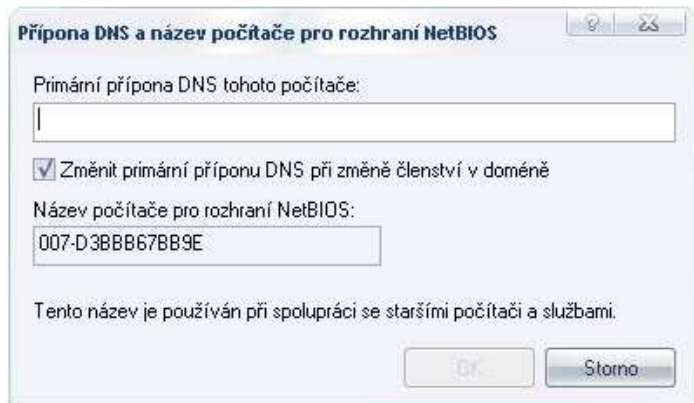 Přípona DNS a název počítače pro rozhraní NetBIOS
Primární přípona DNS tohoto počítače:
Změnit primární příponu DNS při změně členství v doméně
Název počítače pro rozhraní NetBIOS:
007-D3BBB67BB9E
Tento název je používán při spolupráci se staršími počítači a službami.
OK Storno